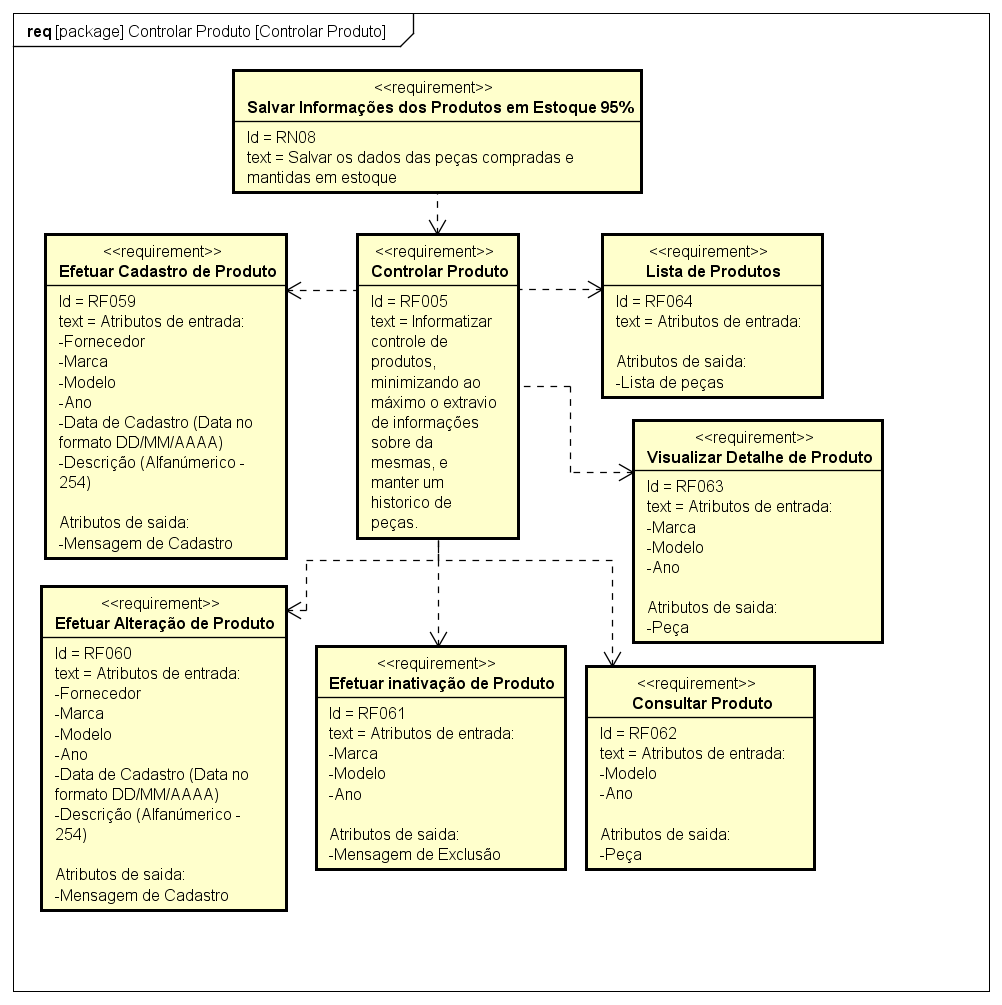 req [package] Controlar Produto [Controlar Produto]
<<requirement>>
Salvar Informações dos Produtos em Estoque 95%
Id = RN08
text = Salvar os dados das peças compradas e
mantidas em estoque
<<requirement>>
Efetuar Cadastro de Produto
Id = RF059
text = Atributos de entrada:
-Fornecedor
-Marca
-Modelo
-Ano
-Data de Cadastro (Data no
formato DD/MM/AAAA)
-Descrição (Alfanúmerico -
254)
Atributos de saida:
-Mensagem de Cadastro
<<requirement>>
Controlar Produto
Id = RF005
text = Informatizar
controle de
produtos,
minimizando ao
máximo o extravio
de informações
sobre da
mesmas, e
manter um
historico de
peças.
<<requirement>>
Lista de Produtos
Id = RF064
text = Atributos de entrada:
Atributos de saida:
-Lista de peças
<<requirement>>
Visualizar Detalhe de Produto
Id = RF063
text = Atributos de entrada:
-Marca
-Modelo
-Ano
Atributos de saida:
-Peça
<<requirement>>
Efetuar Alteração de Produto
Id = RF060
text = Atributos de entrada:
-Fornecedor
-Marca
-Modelo
-Ano
-Data de Cadastro (Data no
formato DD/MM/AAAA)
-Descrição (Alfanúmerico -
254)
Atributos de saida:
-Mensagem de Cadastro
<<requirement>>
Efetuar inativação de Produto
Id = RF061
text = Atributos de entrada:
-Marca
-Modelo
-Ano
Atributos de saida:
-Mensagem de Exclusão
<<requirement>>
Consultar Produto
Id = RF062
text = Atributos de entrada:
-Modelo
-Ano
Atributos de saida:
-Peça